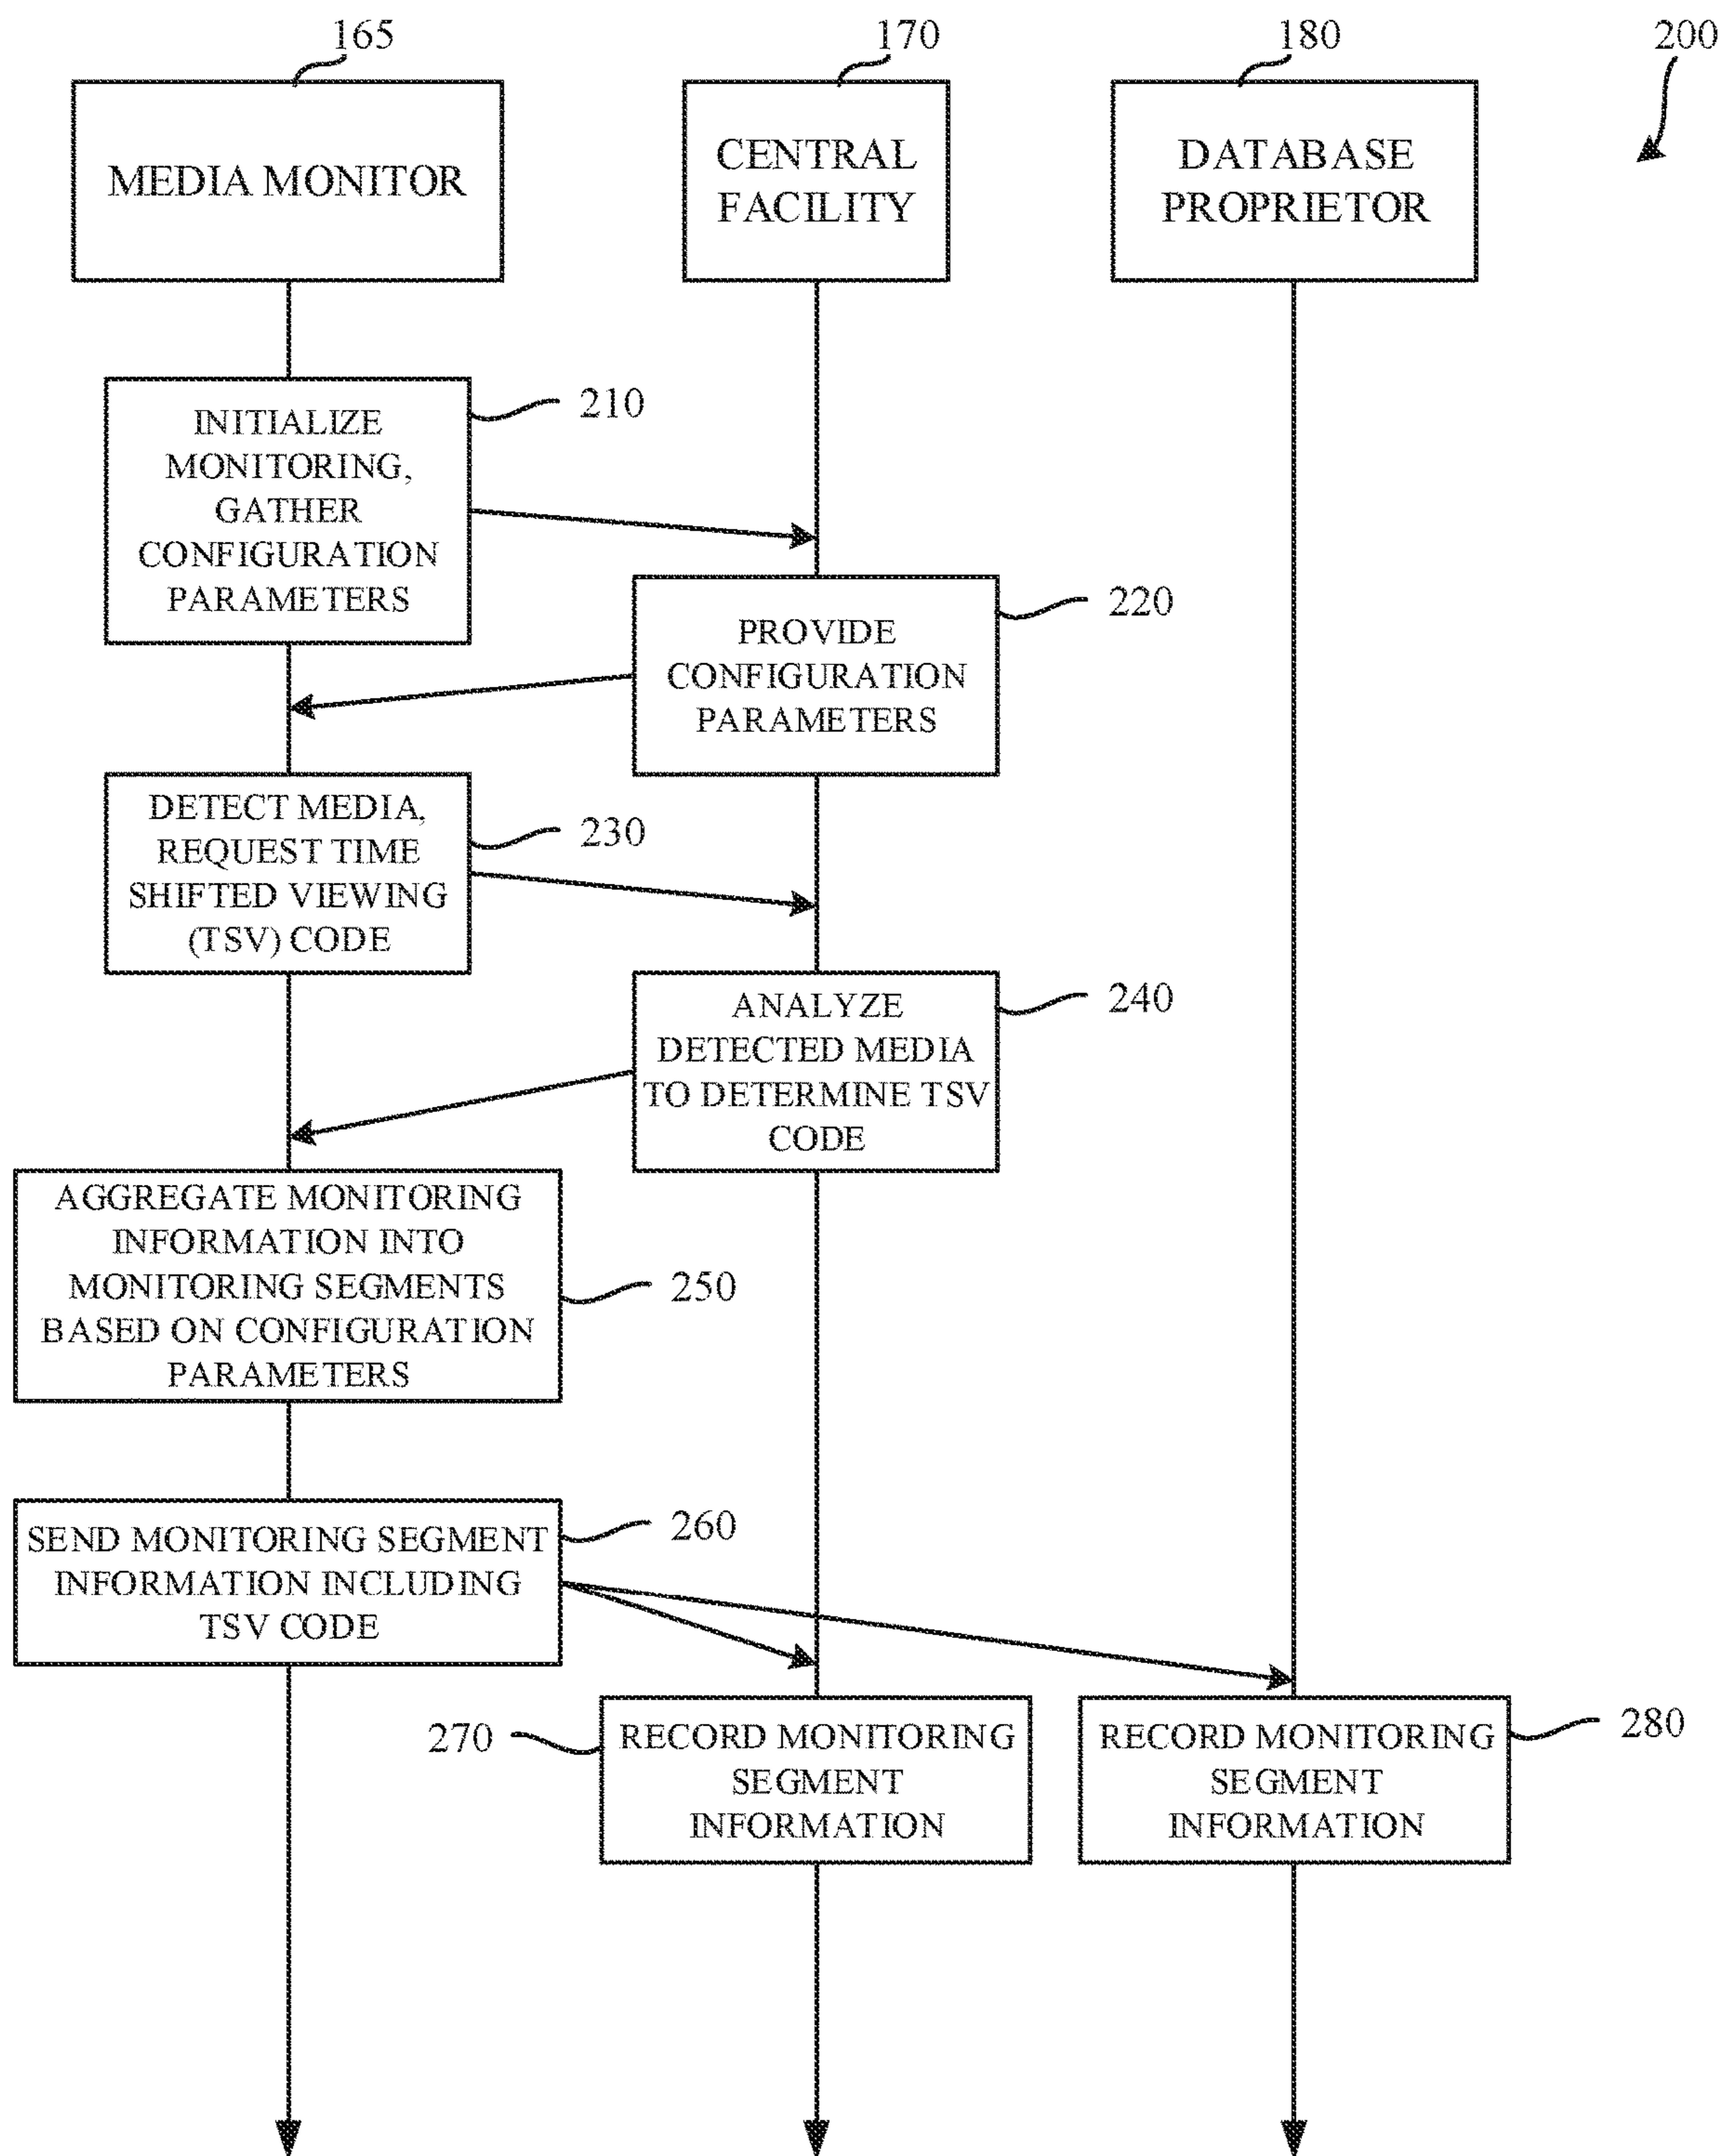 165
170
180
200
MEDIA MONITOR
CENTRAL
FACILITY
DATABASE
PROPRIETOR
INITIALIZE
MONITORING,
GATHER
CONFIGURATION
PARAMETERS
210
PROVIDE
CONFIGURATION
PARAMETERS
220
DETECT MEDIA,
REQUEST TIME
SHIFTED VIEWING
(TSV) CODE
230
ANALYZE
DETECTED MEDIA
TO DETERMINE TSV
CODE
240
AGGREGATE MONITORING
INFORMATION INTO
MONITORING SEGMENTS
BASED ON CONFIGURATION
PARAMETERS
250
SEND MONITORING SEGMENT
INFORMATION INCLUDING
TSV CODE
260
270
RECORD MONITORING
SEGMENT
INFORMATION
RECORD MONITORING
SEGMENT
INFORMATION
280